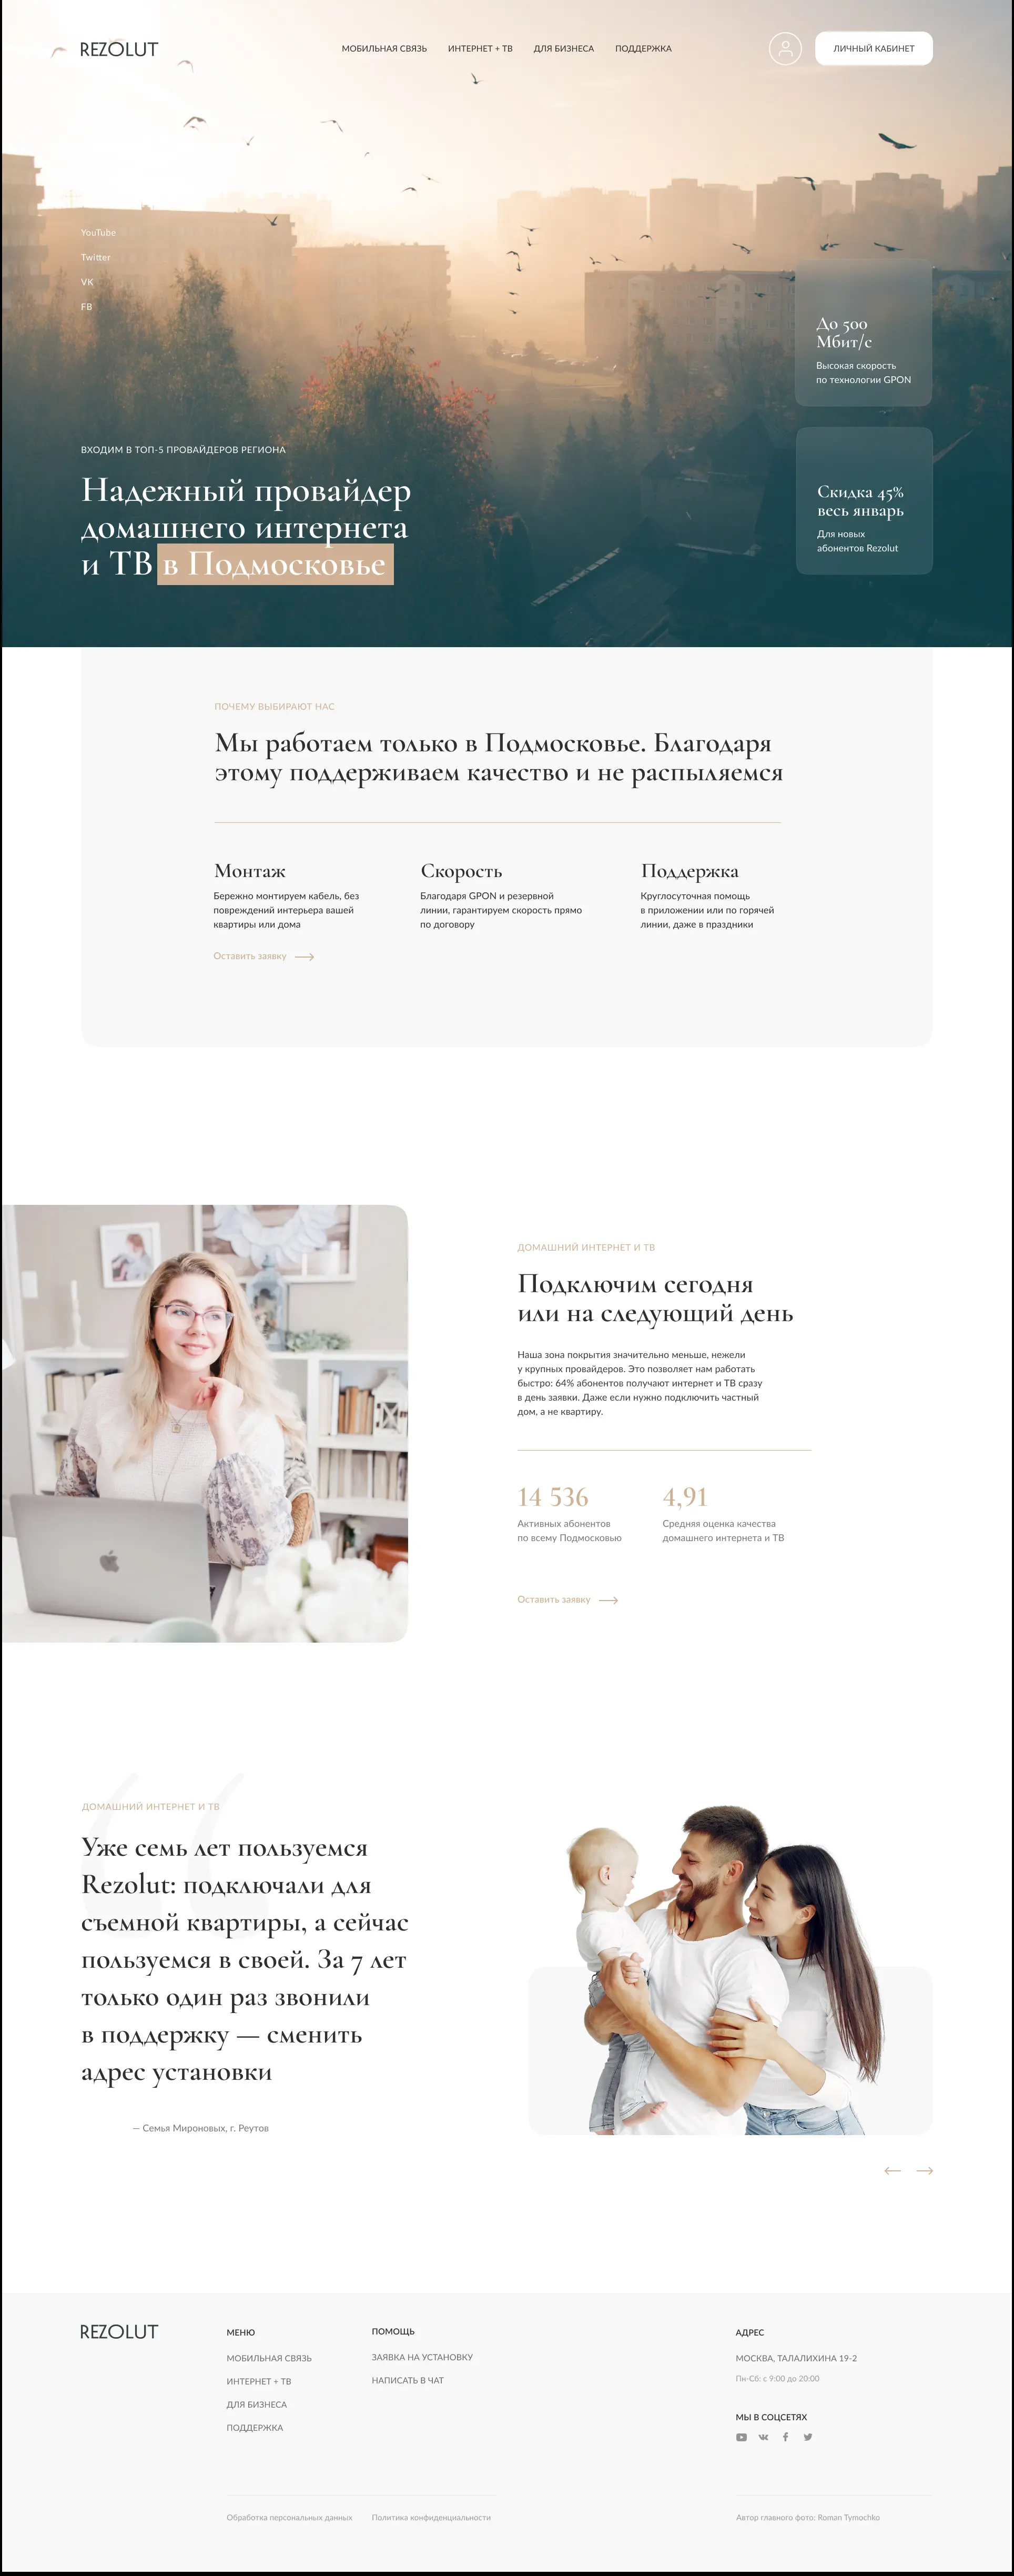 REZOLUT
МОБИЛЬНАЯ СВЯЗЬ
ИНТЕРНЕТ + ТВ
ДЛЯ БИЗНЕСА
ПОДДЕРЖКА
ЛИЧНЫЙ КАБИНЕТ
YouTube
Twitter
VK
FB
До 500
Мбит/с
Высокая скорость
по технологии GPON
ВХОДИМ В ТОП-5 ПРОВАЙДЕРОВ РЕГИОНА
Надежный провайдер
домашнего интернета
и ТВ в Подмосковье
Скидка 45%
весь январь
Для новых
абонентов Rezolut
ПОЧЕМУ ВЫБИРАЮТ НАС
Мы работаем только в Подмосковье. Благодаря
этому поддерживаем качество и не распыляемся
Монтаж
Бережно монтируем кабель, без
повреждений интерьера вашей
квартиры или дома
Оставить заявку
Скорость
Благодаря GPON и резервной
линии, гарантируем скорость прямо
по договору
Поддержка
Круглосуточная помощь
в приложении или по горячей
линии, даже в праздники
ДОМАШНИЙ ИНТЕРНЕТ И ТВ
Подключим сегодня
или на следующий день
Наша зона покрытия значительно меньше, нежели
у крупных провайдеров. Это позволяет нам работать
быстро: 64% абонентов получают интернет и ТВ сразу
в день заявки. Даже если нужно подключить частный
дом, а не квартиру.
14 536
Активных абонентов
по всему Подмосковью
4,91
Средняя оценка качества
домашнего интернета и ТВ
Оставить заявку
“
ДОМАШНИЙ ИНТЕРНЕТ И ТВ
Уже семь лет пользуемся
Rezolut: подключали для
съемной квартиры, а сейчас
пользуемся в своей. За 7 лет
только один раз звонили
в поддержку — сменить
адрес установки
— Семья Мироновых, г. Реутов
REZOLUT
МЕНЮ
МОБИЛЬНАЯ СВЯЗЬ
ИНТЕРНЕТ + ТВ
ДЛЯ БИЗНЕСА
ПОДДЕРЖКА
ПОМОЩЬ
ЗАЯВКА НА УСТАНОВКУ
НАПИСАТЬ В ЧАТ
АДРЕС
МОСКВА, ТАЛАЛИХИНА 19-2
Пн-Сб: с 9:00 до 20:00
МЫ В СОЦСЕТЯХ
Обработка персональных данных
Политика конфиденциальности
Автор главного фото: Roman Tymochko